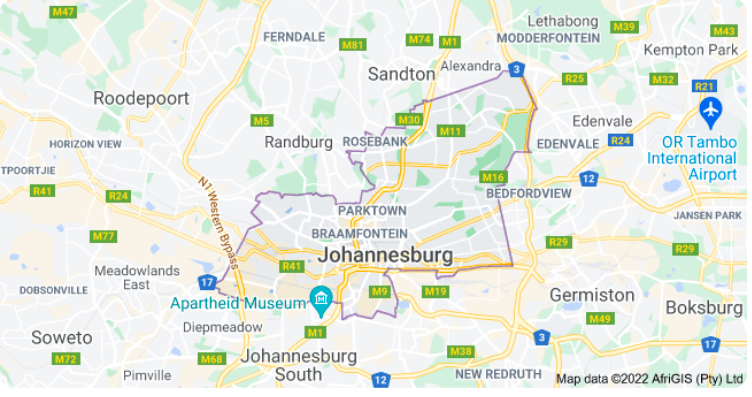 M47
Lethabong
M39
M43
FERNDALE
M81
M74
M1
MODDERFONTEIN
Kempton Park
Sandton
Alexandra
3
R25
M32
R21
Roodepoort
M5
M30
M11
Edenvale
HORIZON VIEW
Randburg
ROSEBANK
EDENVALE
R24
OR Tambo
International
Airport
TPOORTJIE
N1 Western Bypass
M16
12
R41
R24
BEDFORDVIEW
PARKTOWN
JANSEN PARK
M77
BRAAMFONTEIN
R29
R29
Johannesburg
Meadowlands
East
R41
DOBSONVILLE
17
M9
M19
Germiston
Apartheid Museum
Boksburg
Diepmeadow
M1
M49
Soweto
3
17
M72
M68
Johannesburg
South
M38
Pimville
12
NEW REDRUTH
Map data ©2022 AfriGIS (Pty) Ltd